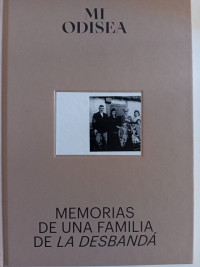 MI
ODISEA
MEMORIAS
DE UNA FAMILIA
DE LA DESBANDÁ